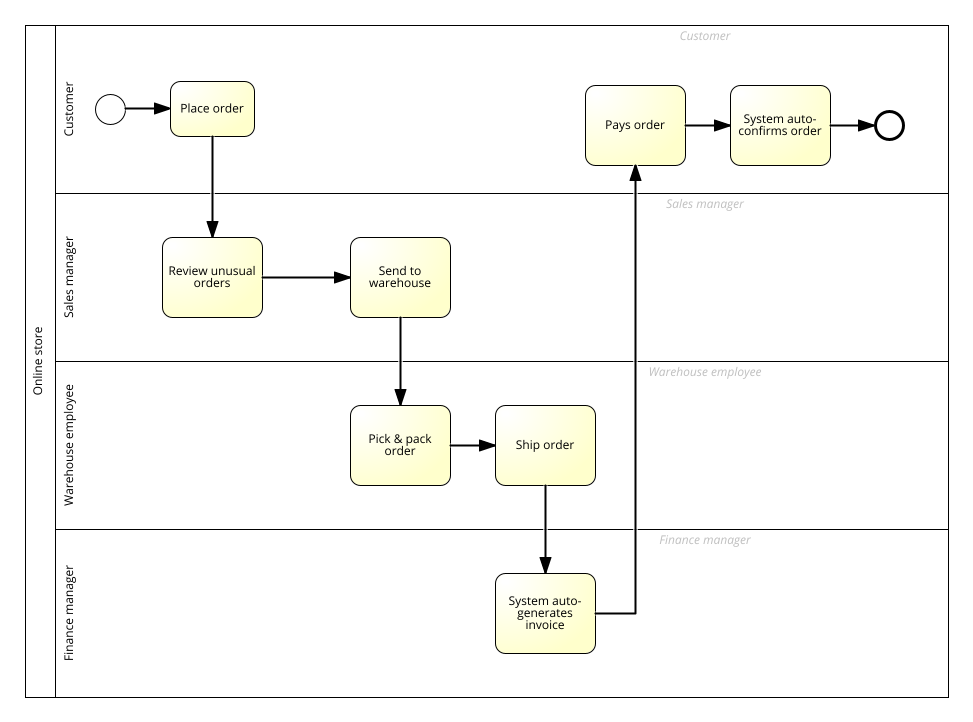 Online store
Customer
Customer
Place order
Pays order
System auto-
confirms order
Sales manager
Sales manager
Review unusual
orders
Send to
warehouse
Warehouse employee
Warehouse employee
Pick & pack
order
Ship order
Finance manager
Finance manager
System auto-
generates
invoice